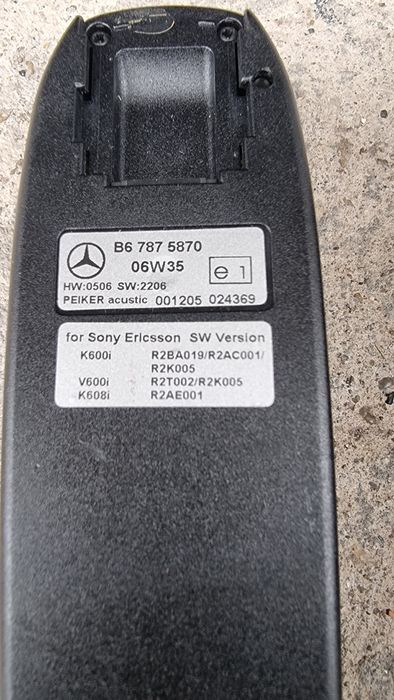 B6 787 5870
06W35
e 1
HW:0506 SW:2206
PEIKER acustic 001205 024369
for Sony Ericsson SW Version
K600i R2BA019/R2AC001/
R2K005
V600i R2T002/R2K005
K608i R2AE001